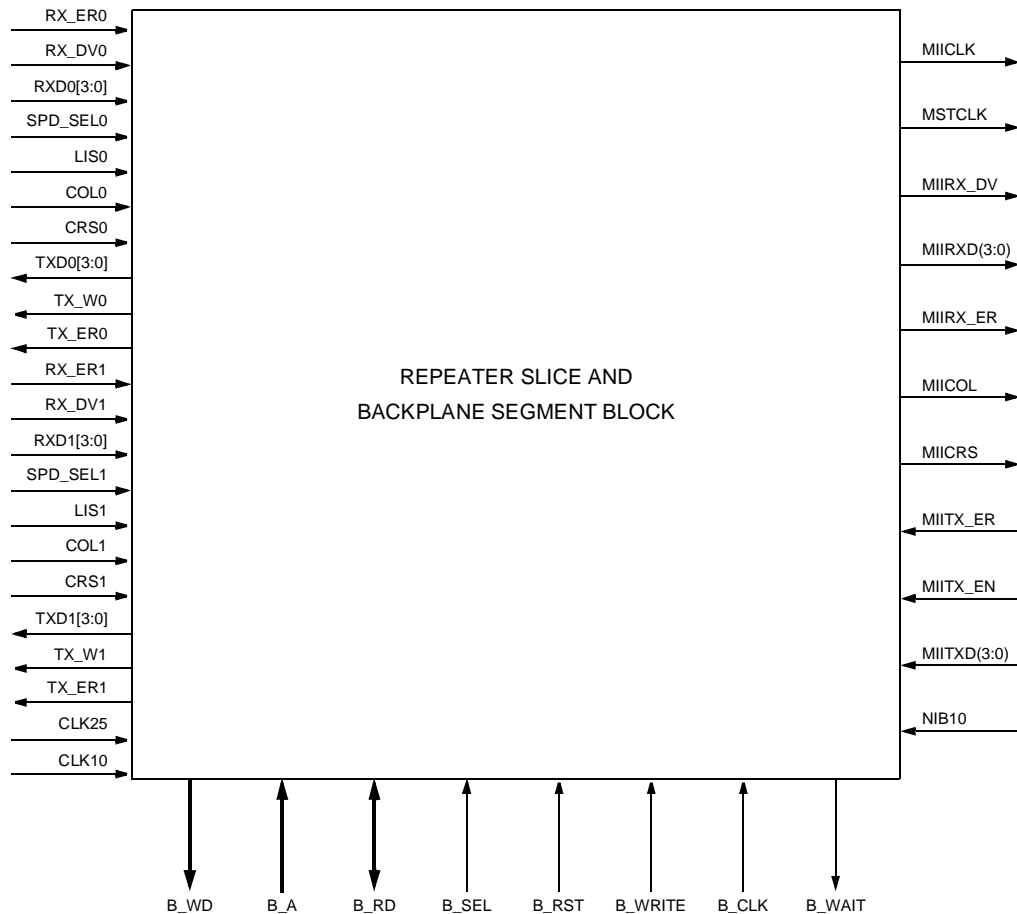 RX_ER0
RX_DV0
RXD0[3:0]
SPD_SEL0
LIS0
COL0
CRS0
TXD0[3:0]
TX_W0
TX_ER0
RX_ER1
RX_DV1
RXD1[3:0]
SPD_SEL1
LIS1
COL1
CRS1
TXD1[3:0]
TX_W1
TX_ER1
CLK25
CLK10
REPEATER SLICE AND
BACKPLANE SEGMENT BLOCK
MIICLK
MSTCLK
MIIRX_DV
MIIRXD(3:0)
MIIRX_ER
MIICOL
MIICRS
MIITX_ER
MIITX_EN
MIITXD(3:0)
NIB10
B_WD B_A B_RD B_SEL B_RST B_WRITE B_CLK B_WAIT